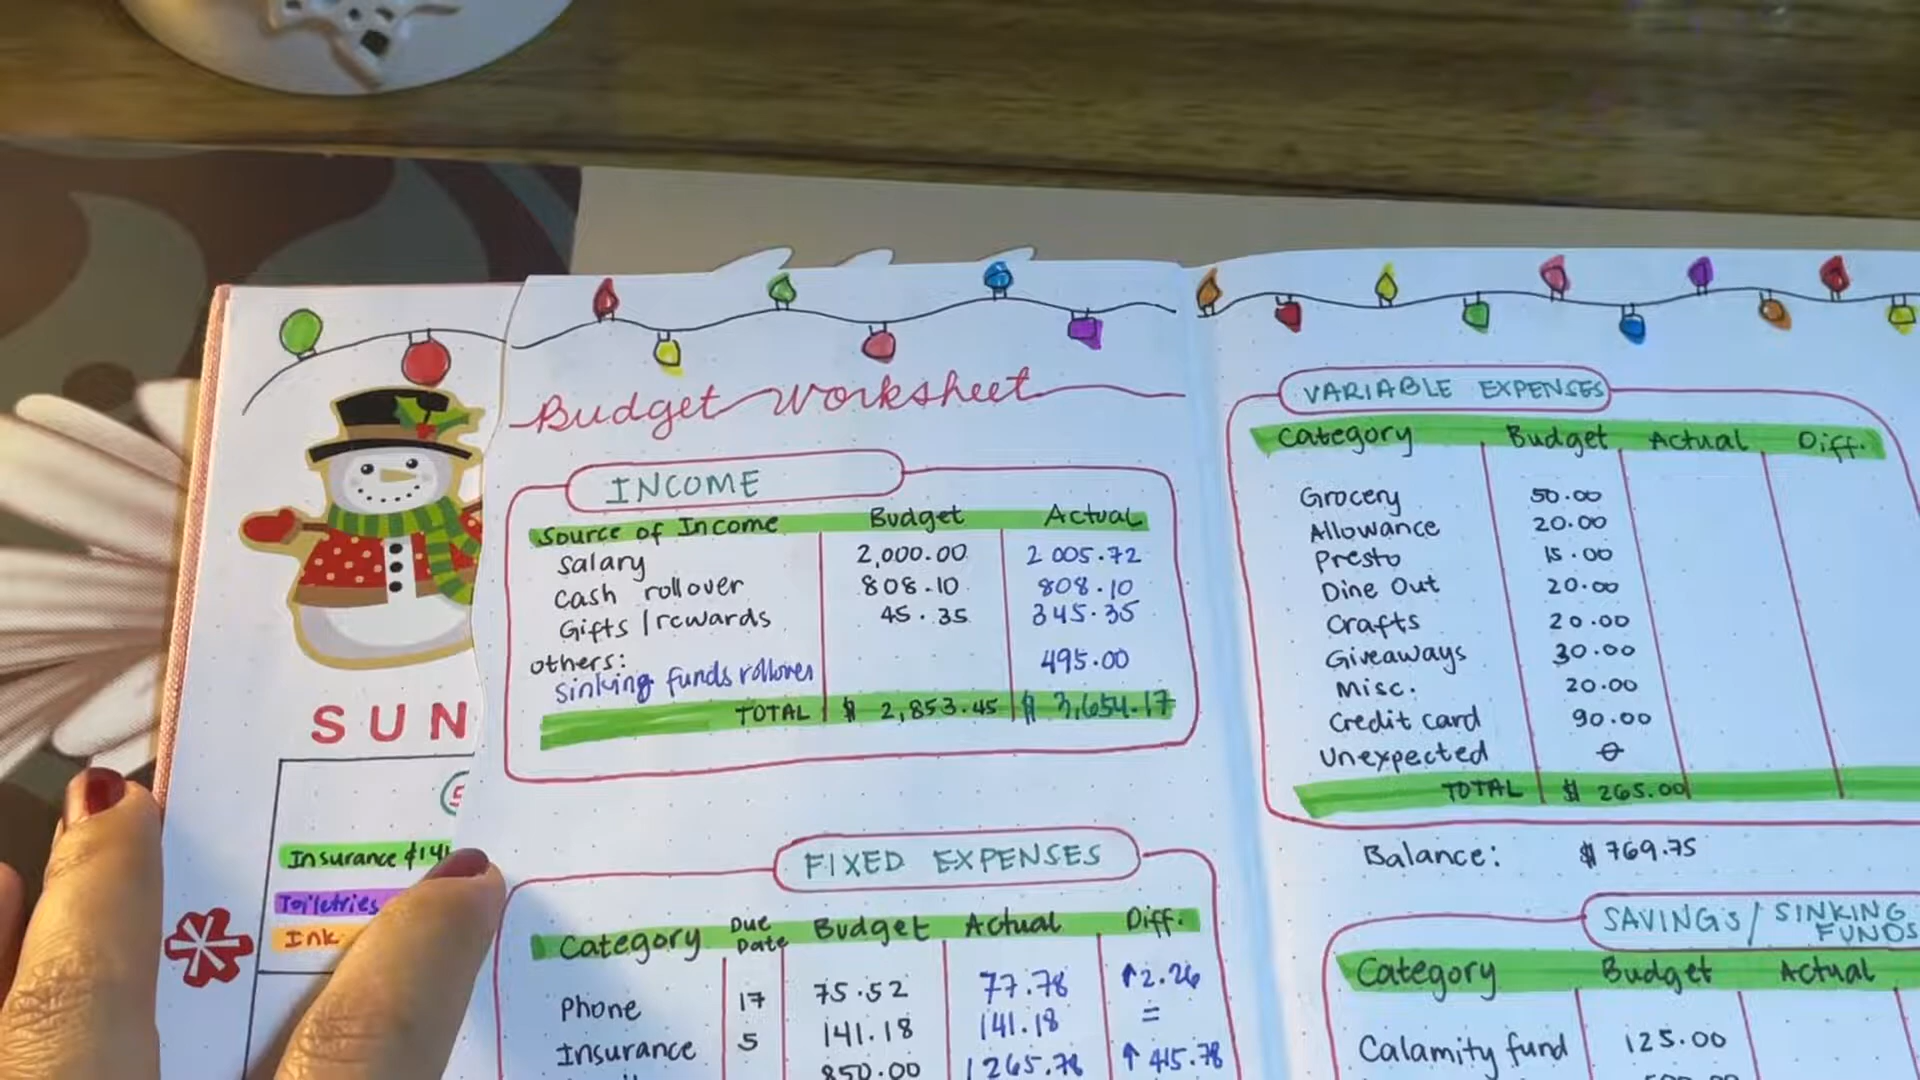 Budget Worksheet
INCOME
Source of Income Budget Actual
Salary 2,000.00 2 005.72
Cash rollover 808.10 808.10
Gifts / rewards 45.35 345.35
others:
sinking funds rollover 495.00
TOTAL $ 2,853.45 $ 3,654.17
FIXED EXPENSES
Category Due Date Budget Actual Diff.
Phone 17 75.52 77.78 ↑2.26
Insurance 5 141.18 141.18 =
850.00 1265.78 ↑ 415.78
SUN
5
Insurance $141
Toiletries
Ink
VARIABLE EXPENSES
Category Budget Actual Diff.
Grocery 50.00
Allowance 20.00
Presto 15.00
Dine Out 20.00
Crafts 20.00
Giveaways 30.00
Misc. 20.00
Credit card 90.00
Unexpected ⊖
TOTAL $ 265.00
Balance: $ 769.75
SAVINGS / SINKING FUNDS
Category Budget Actual
Calamity fund 125.00